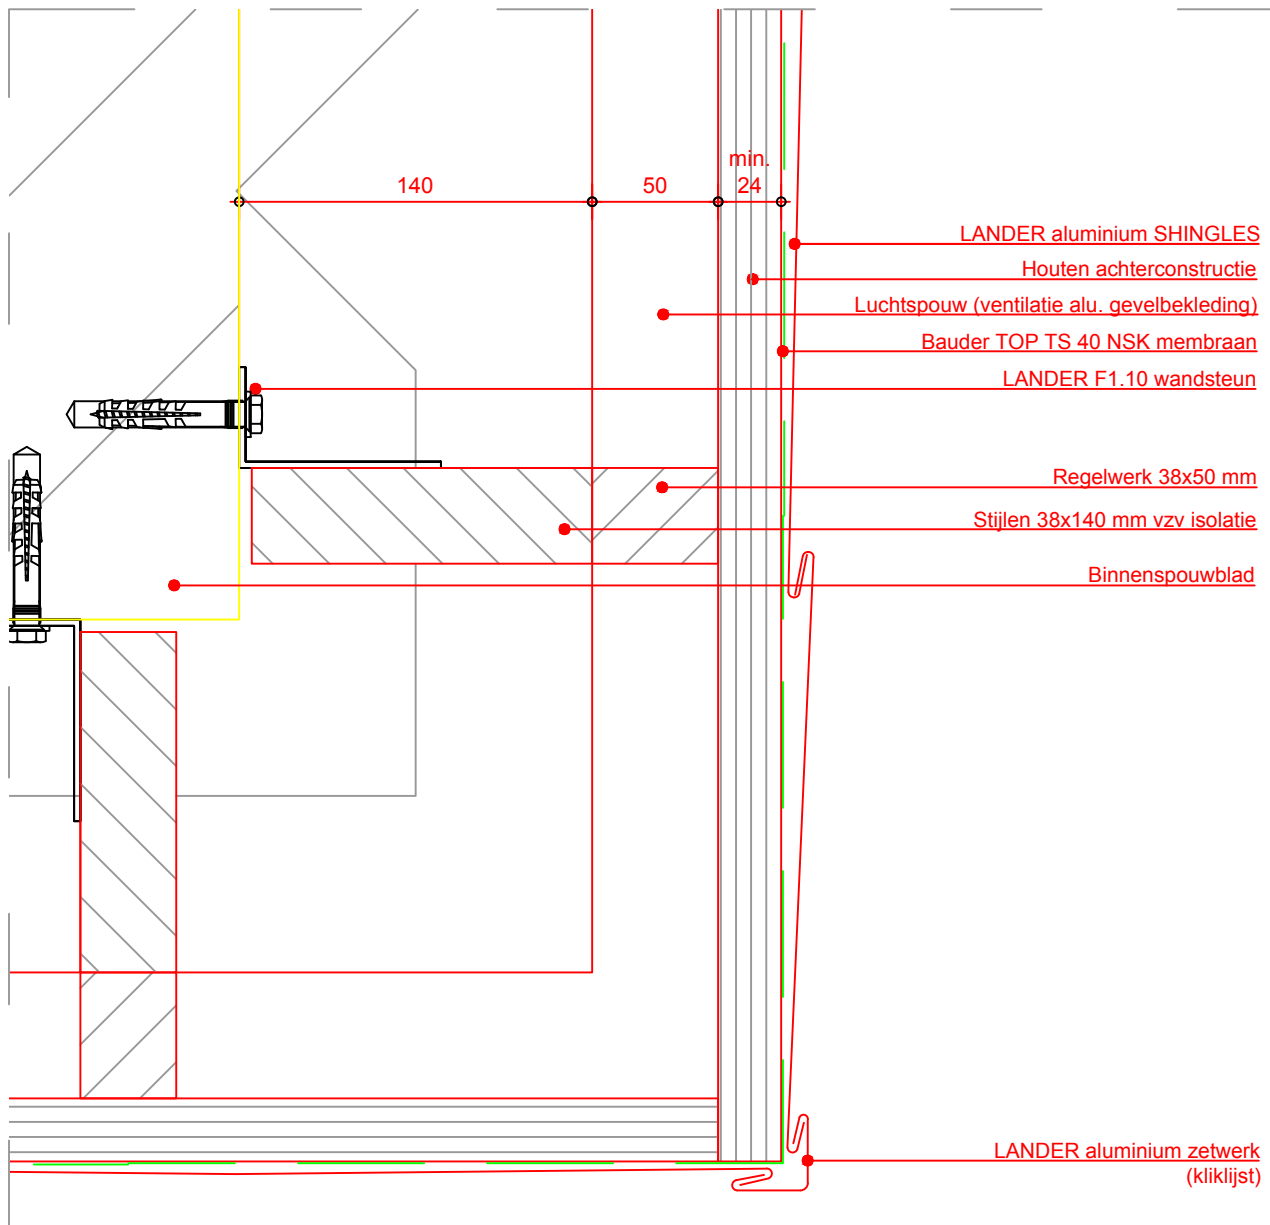 min.
140
50
24
LANDER aluminium SHINGLES
Houten achterconstructie
Luchtspouw (ventilatie alu. gevelbekleding)
Bauder TOP TS 40 NSK membraan
LANDER F1.10 wandsteun
Regelwerk 38x50 mm
Stijlen 38x140 mm vzv isolatie
Binnenspouwblad
LANDER aluminium zetwerk
(kliklijst)